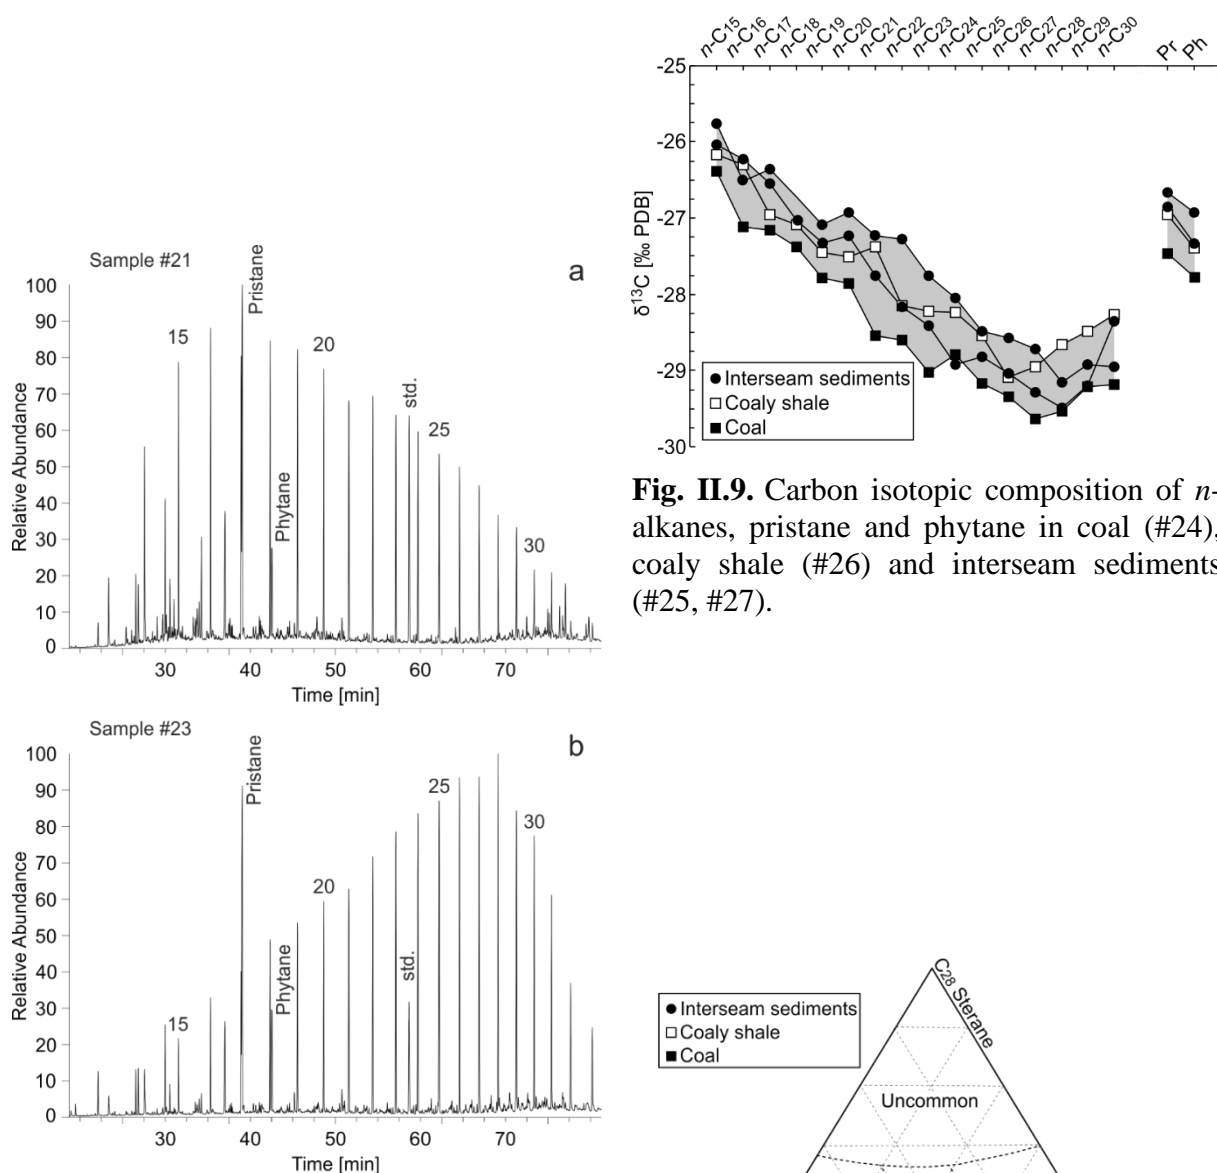 Sample #21
a
Relative Abundance
100
90
80
70
60
50
40
30
20
10
0
15
Pristane
Phytane
20
std.
25
30
30
40
50
60
70
Time [min]
Sample #23
b
Relative Abundance
100
90
80
70
60
50
40
30
20
10
0
15
Pristane
Phytane
20
std.
25
30
30
40
50
60
70
Time [min]
n-C15
n-C16
n-C17
n-C18
n-C19
n-C20
n-C21
n-C22
n-C23
n-C24
n-C25
n-C26
n-C27
n-C28
n-C29
n-C30
Pr
Ph
δ13C [‰ PDB]
-25
-26
-27
-28
-29
-30
Interseam sediments
Coaly shale
Coal
Fig. II.9. Carbon isotopic composition of n-
alkanes, pristane and phytane in coal (#24),
coaly shale (#26) and interseam sediments
(#25, #27).
Interseam sediments
Coaly shale
Coal
C28 Sterane
Uncommon